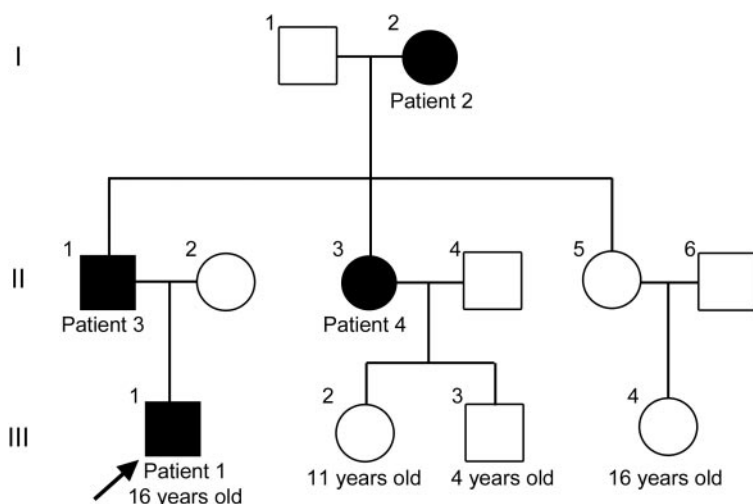 I
1
2
Patient 2
II
1
2
3
4
5
6
Patient 3
Patient 4
III
1
2
3
4
Patient 1
16 years old
11 years old
4 years old
16 years old